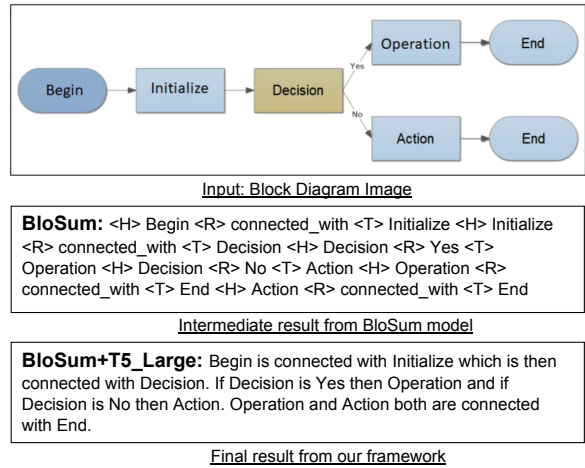 Begin
Initialize
Decision
Yes
Operation
End
No
Action
End
Input: Block Diagram Image
BloSum: <H> Begin <R> connected_with <T> Initialize <H> Initialize
<R> connected_with <T> Decision <H> Decision <R> Yes <T>
Operation <H> Decision <R> No <T> Action <H> Operation <R>
connected_with <T> End <H> Action <R> connected_with <T> End
Intermediate result from BloSum model
BloSum+T5_Large: Begin is connected with Initialize which is then
connected with Decision. If Decision is Yes then Operation and if
Decision is No then Action. Operation and Action both are connected
with End.
Final result from our framework